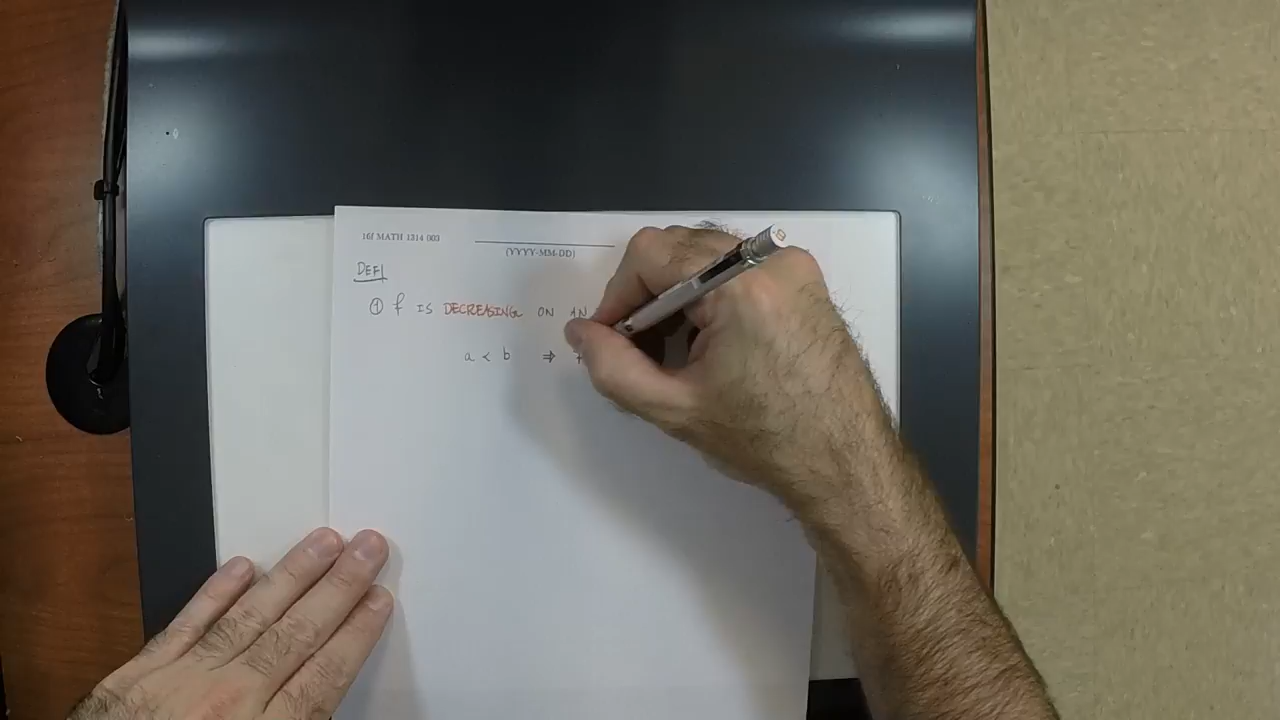 16f MATH 1314 003
(YYYY-MM-DD)
DEF
① f IS DECREASING ON AN
a < b ⇒